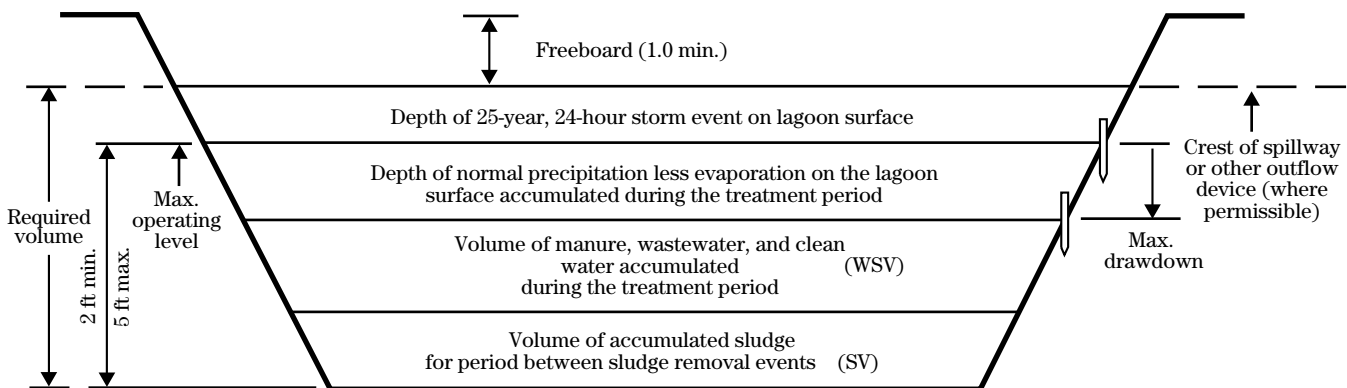 Freeboard (1.0 min.)
Depth of 25-year, 24-hour storm event on lagoon surface
Crest of spillway
or other outflow
device (where
permissible)
Depth of normal precipitation less evaporation on the lagoon
surface accumulated during the treatment period
Max.
operating
level
Required
volume
2 ft min.
5 ft max.
Volume of manure, wastewater, and clean
water accumulated (WSV)
during the treatment period
Max.
drawdown
Volume of accumulated sludge
for period between sludge removal events (SV)